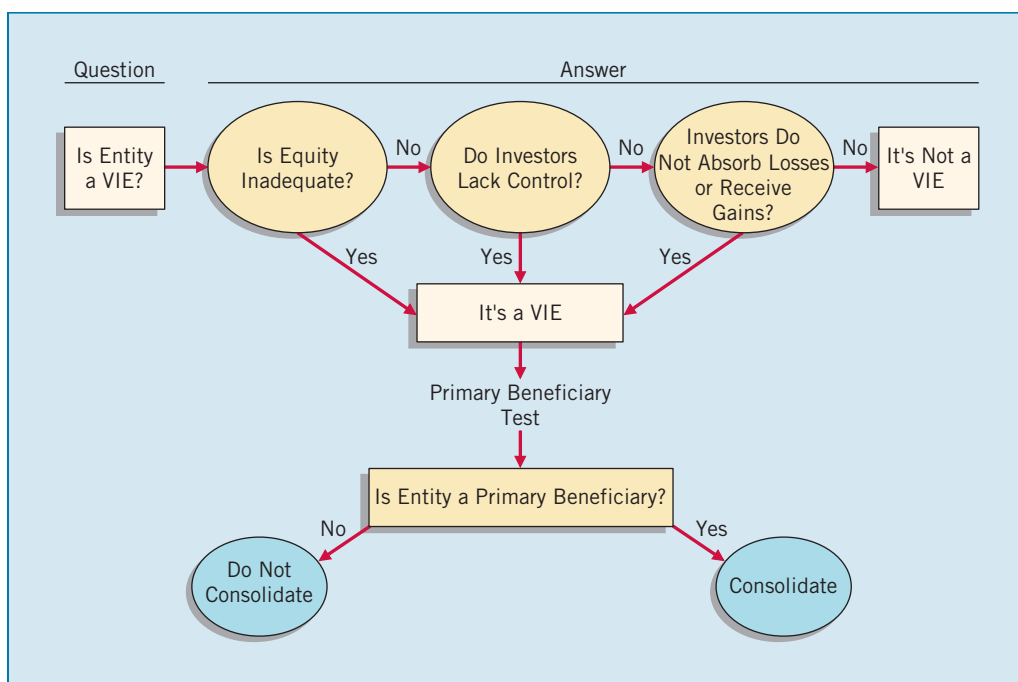 Question
Answer
Is Entity
a VIE?
Is Equity
Inadequate?
No
Do Investors
Lack Control?
No
Investors Do
Not Absorb Losses
or Receive
Gains?
No
It's Not a
VIE
Yes
Yes
Yes
It's a VIE
Primary Beneficiary
Test
Is Entity a Primary Beneficiary?
No
Yes
Do Not
Consolidate
Consolidate